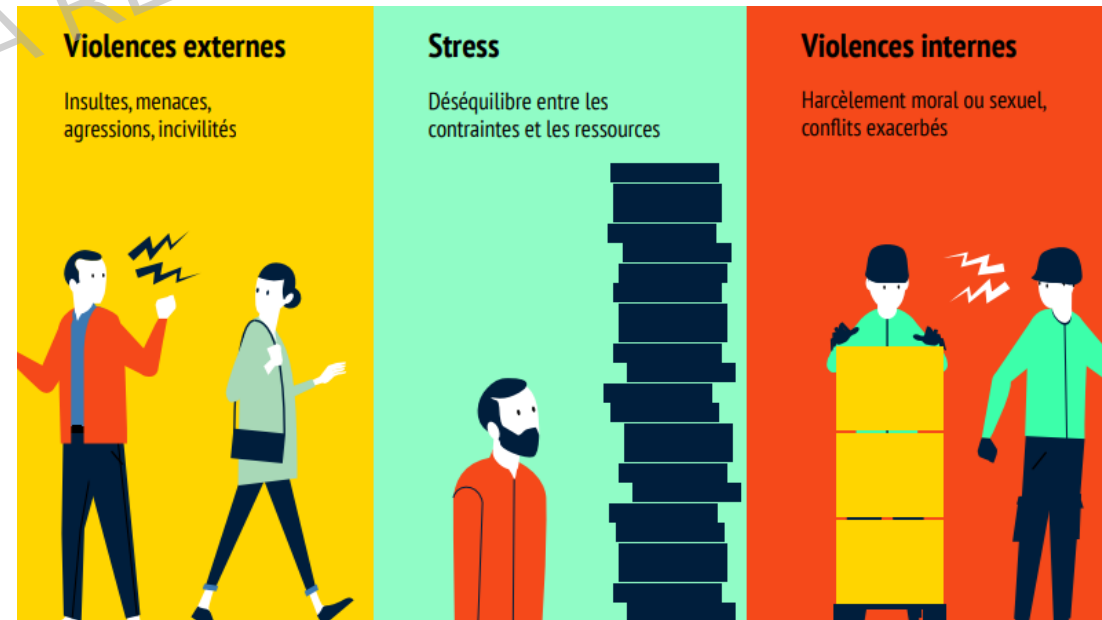 Violences externes
Insultes, menaces,
agressions, incivilités
Stress
Déséquilibre entre les
contraintes et les ressources
Violences internes
Harcèlement moral ou sexuel,
conflits exacerbés